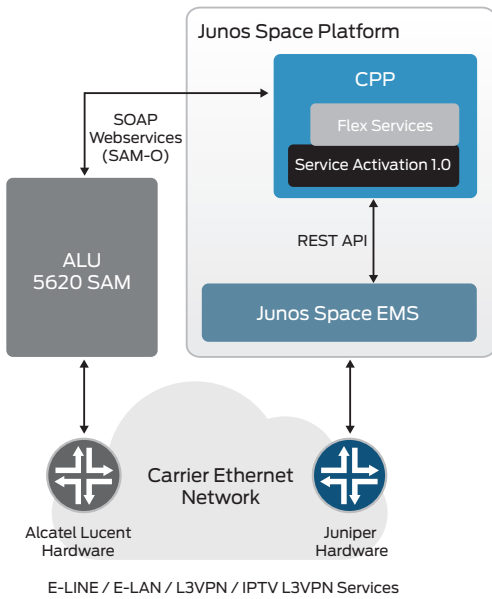 Junos Space Platform
CPP
Flex Services
Service Activation 1.0
SOAP
Webservices
(SAM-O)
REST API
ALU
5620 SAM
Junos Space EMS
Carrier Ethernet
Network
Alcatel Lucent
Hardware
Juniper
Hardware
E-LINE / E-LAN / L3VPN / IPTV L3VPN Services